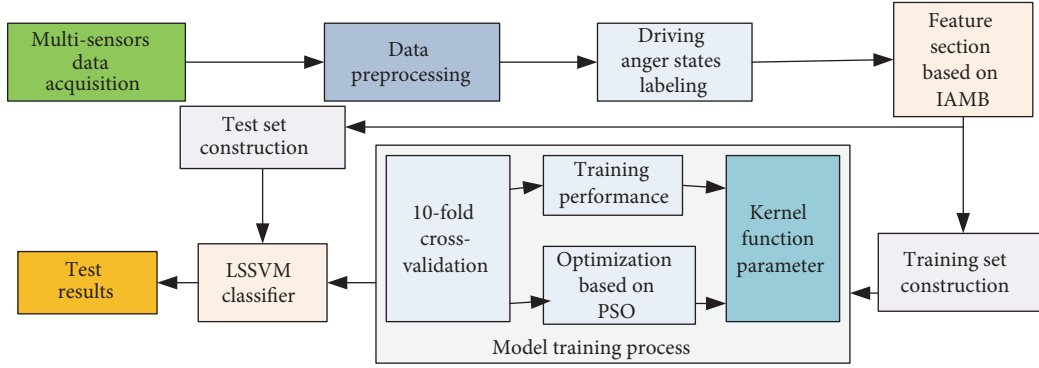 Multi-sensors
data
acquisition
Data
preprocessing
Driving
anger states
labeling
Feature
section
based on
IAMB
Test set
construction
10-fold
cross-
validation
Training
performance
Optimization
based on
PSO
Kernel
function
parameter
Training set
construction
LSSVM
classifier
Test
results
Model training process